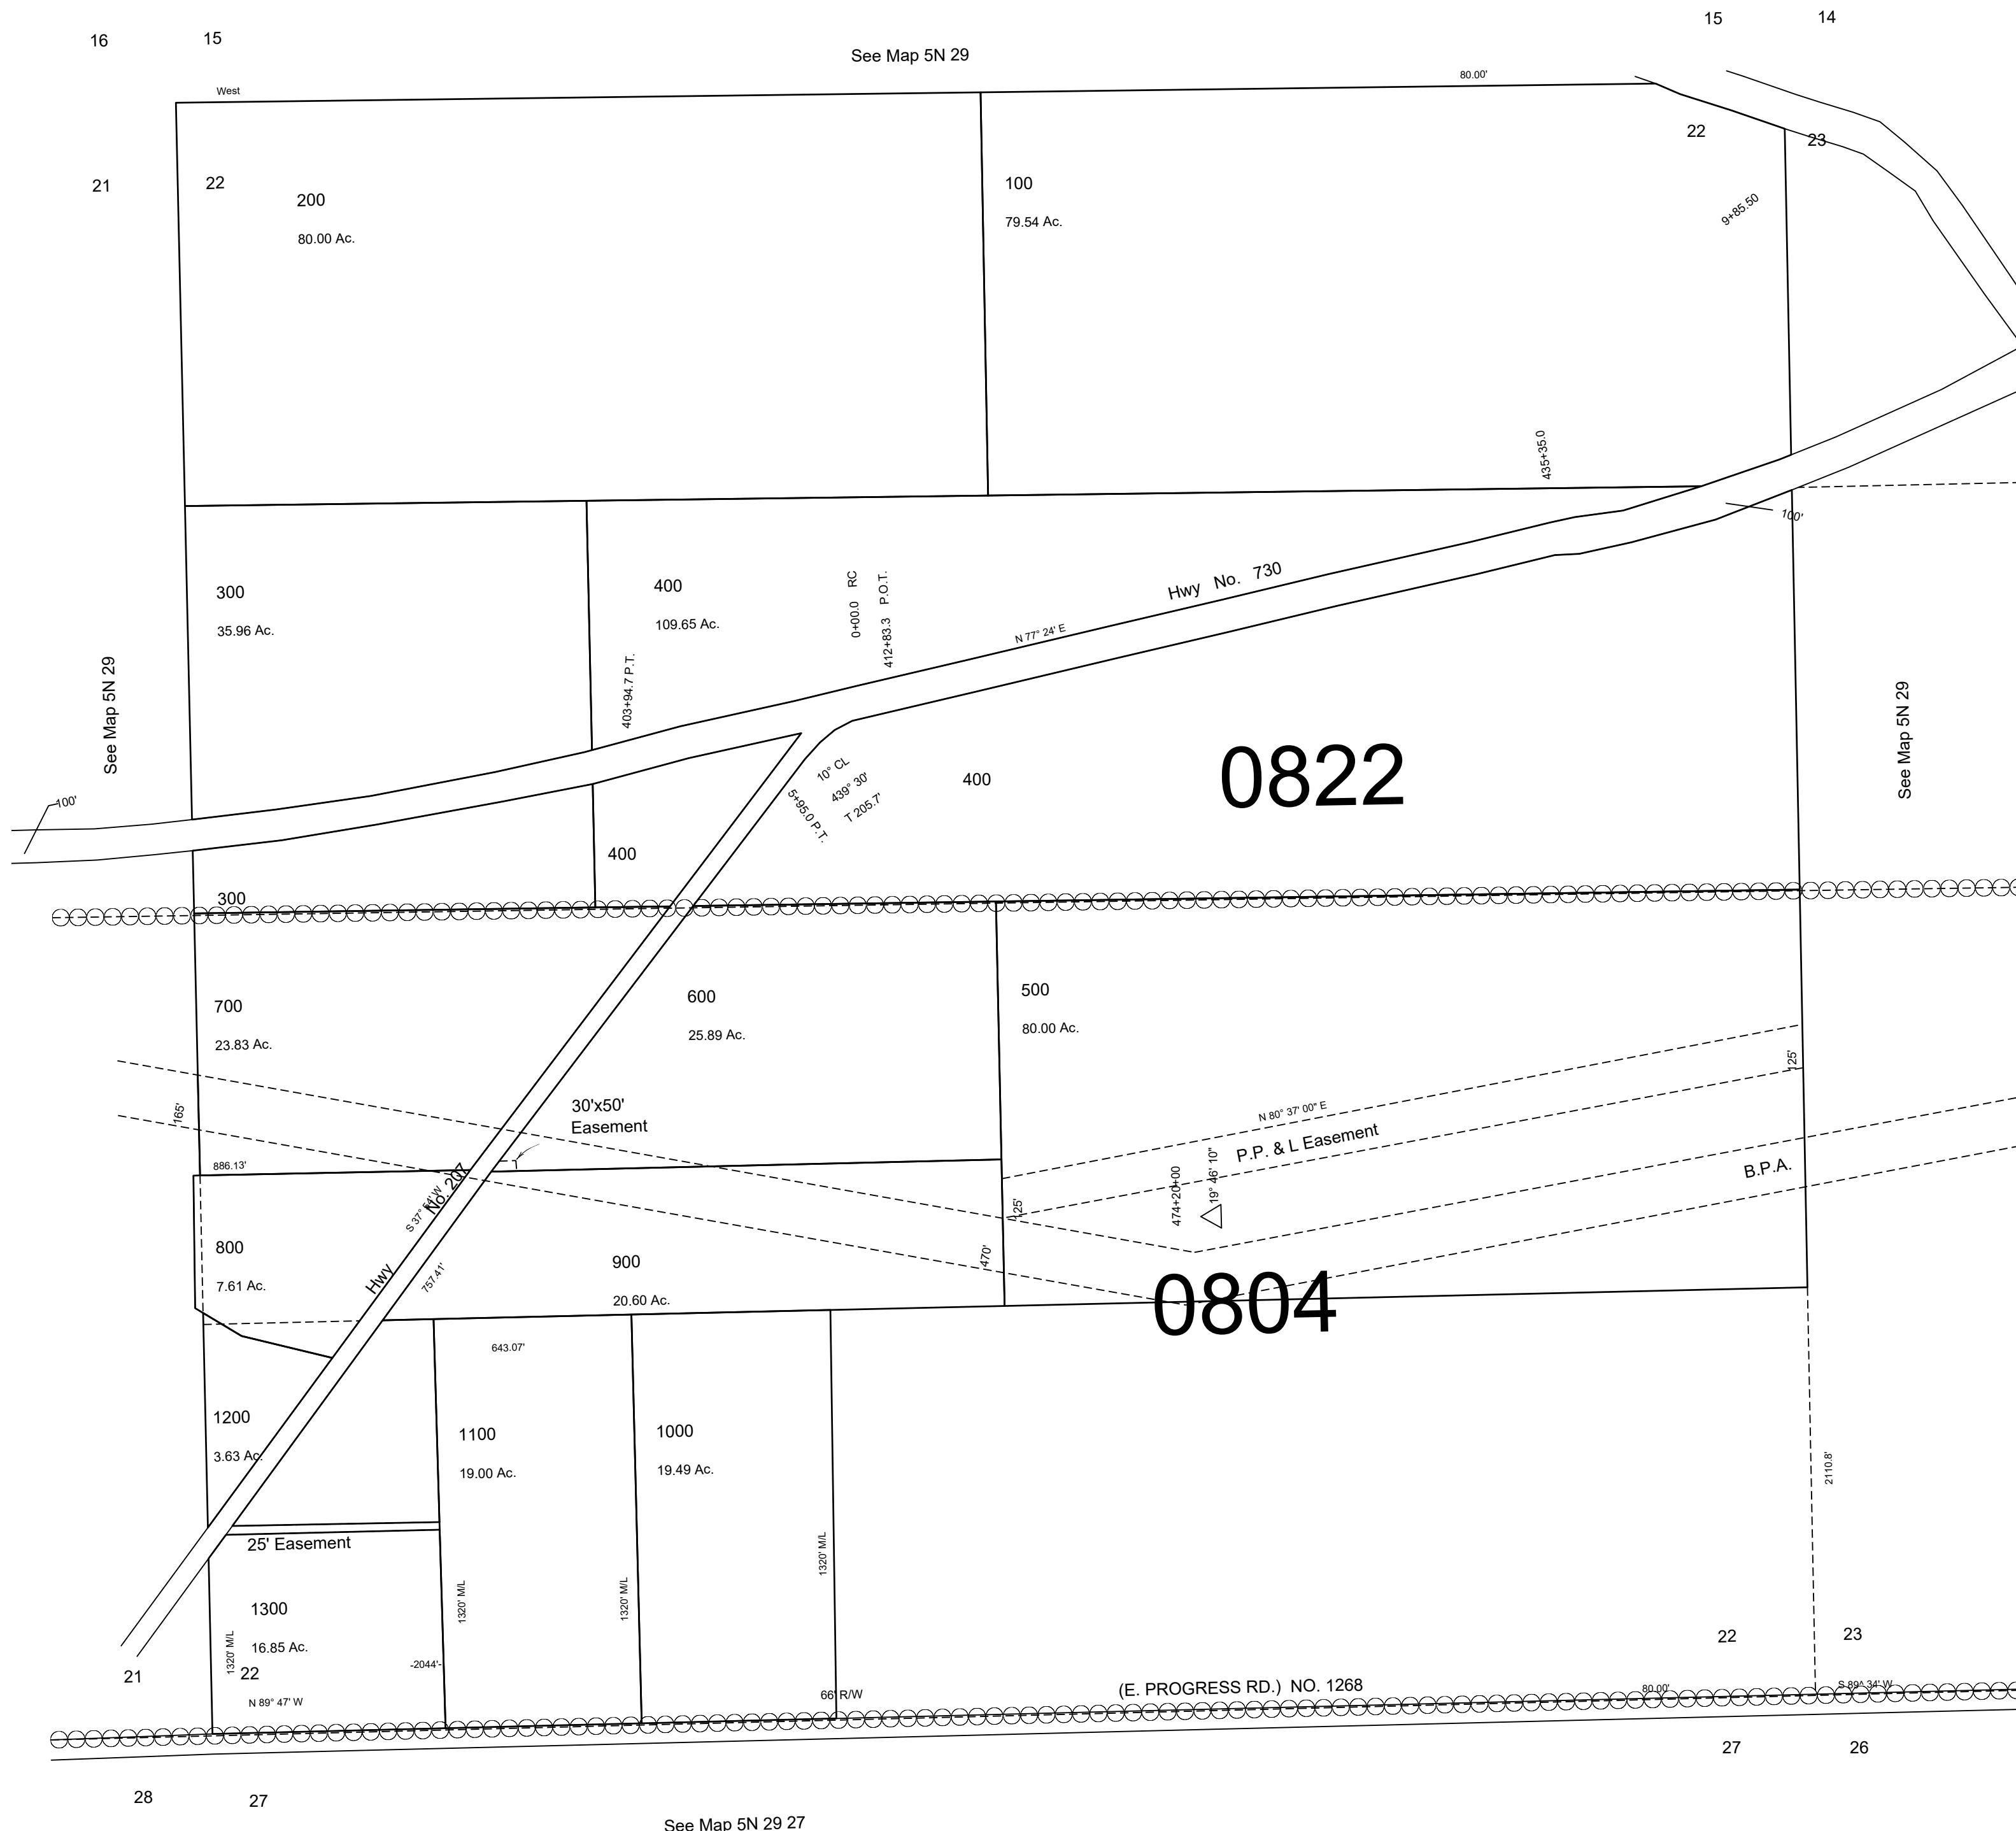 16
15
See Map 5N 29
15
14
West
80.00'
22
23
21
22
200
80.00 Ac.
100
79.54 Ac.
9+85.50
435+35.0
100'
300
35.96 Ac.
400
109.65 Ac.
0+00.0 RC
412+83.3 P.O.T.
Hwy No. 730
N 77° 24' E
403+94.7 P.T.
See Map 5N 29
See Map 5N 29
0822
100'
10° CL
439° 30'
T 205.7'
5+95.0 P.T.
400
400
300
700
23.83 Ac.
600
25.89 Ac.
500
80.00 Ac.
125'
165'
30'x50'
Easement
N 80° 37' 00" E
P.P. & L Easement
B.P.A.
886.13'
No. 207
S 37° 54' W
Hwy
757.41'
474+20+00
19° 46' 10"
125'
470'
800
7.61 Ac.
900
20.60 Ac.
0804
643.07'
1200
3.63 Ac.
1100
19.00 Ac.
1000
19.49 Ac.
2110.8'
25' Easement
1320' M/L
1320' M/L
1320' M/L
1300
16.85 Ac.
1320' M/L
-2044'-
21
22
N 89° 47' W
66' R/W
(E. PROGRESS RD.) NO. 1268
80.00'
22
23
S 89^ 34' W
27
26
28
27
See Map 5N 29 27